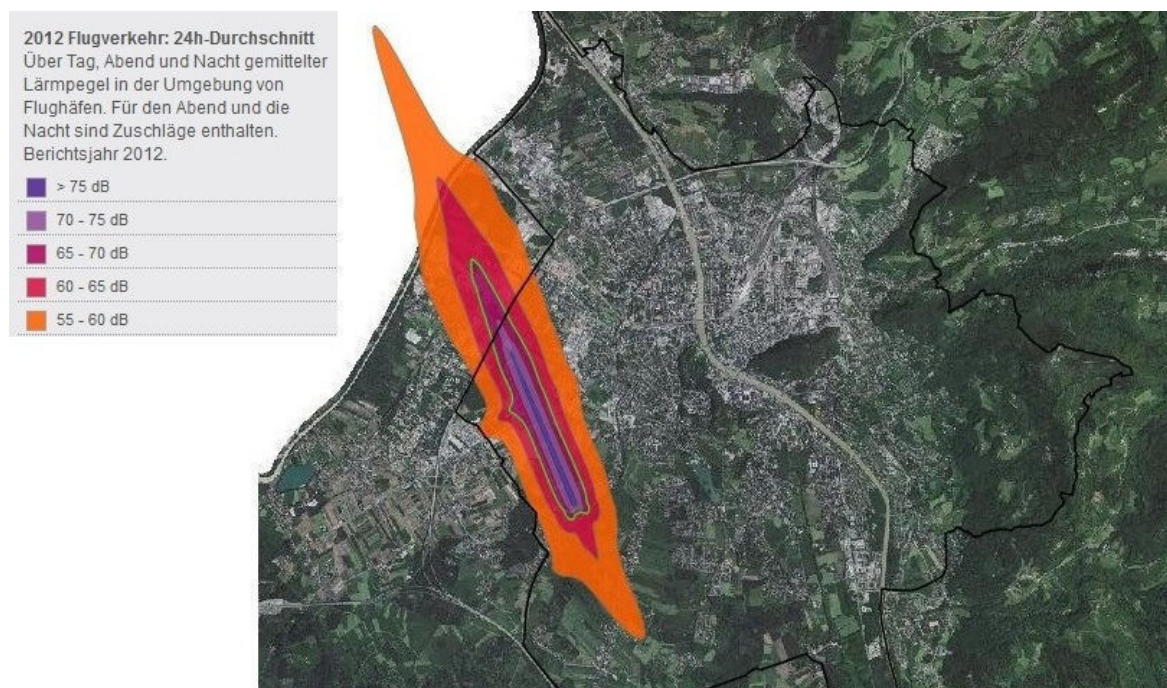 2012 Flugverkehr: 24h-Durchschnitt
Über Tag, Abend und Nacht gemittelter
Lärmpegel in der Umgebung von
Flughäfen. Für den Abend und die
Nacht sind Zuschläge enthalten.
Berichtsjahr 2012.
> 75 dB
70 - 75 dB
65 - 70 dB
60 - 65 dB
55 - 60 dB